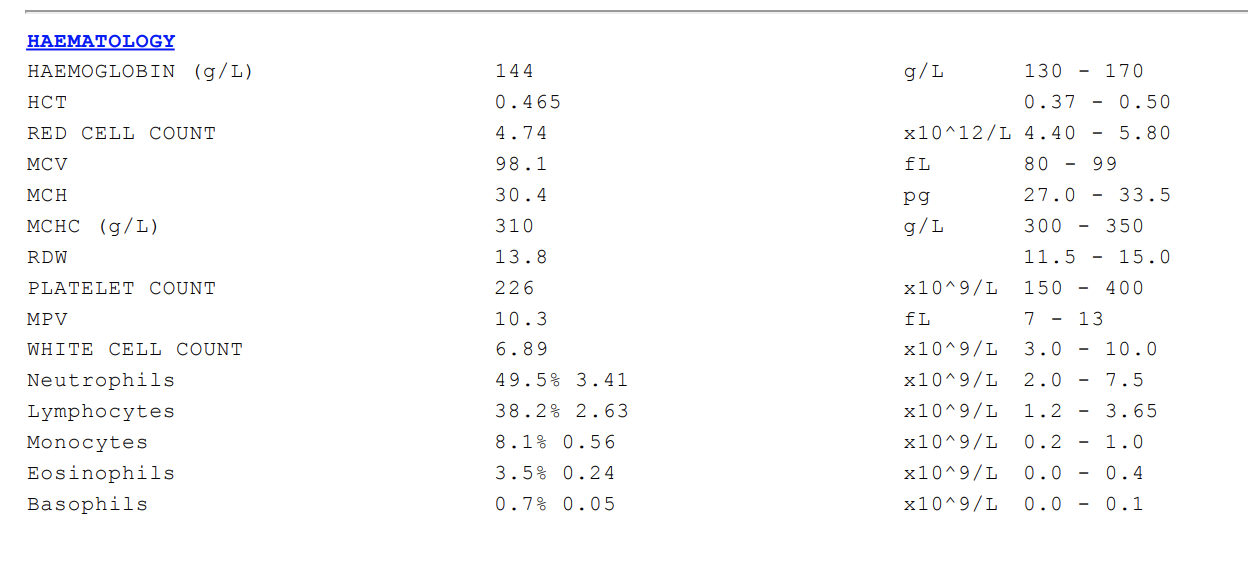 HAEMATOLOGY
HAEMOGLOBIN (g/L) 144 g/L 130 - 170
HCT 0.465 0.37 - 0.50
RED CELL COUNT 4.74 x10^12/L 4.40 - 5.80
MCV 98.1 fL 80 - 99
MCH 30.4 pg 27.0 - 33.5
MCHC (g/L) 310 g/L 300 - 350
RDW 13.8 11.5 - 15.0
PLATELET COUNT 226 x10^9/L 150 - 400
MPV 10.3 fL 7 - 13
WHITE CELL COUNT 6.89 x10^9/L 3.0 - 10.0
Neutrophils 49.5% 3.41 x10^9/L 2.0 - 7.5
Lymphocytes 38.2% 2.63 x10^9/L 1.2 - 3.65
Monocytes 8.1% 0.56 x10^9/L 0.2 - 1.0
Eosinophils 3.5% 0.24 x10^9/L 0.0 - 0.4
Basophils 0.7% 0.05 x10^9/L 0.0 - 0.1